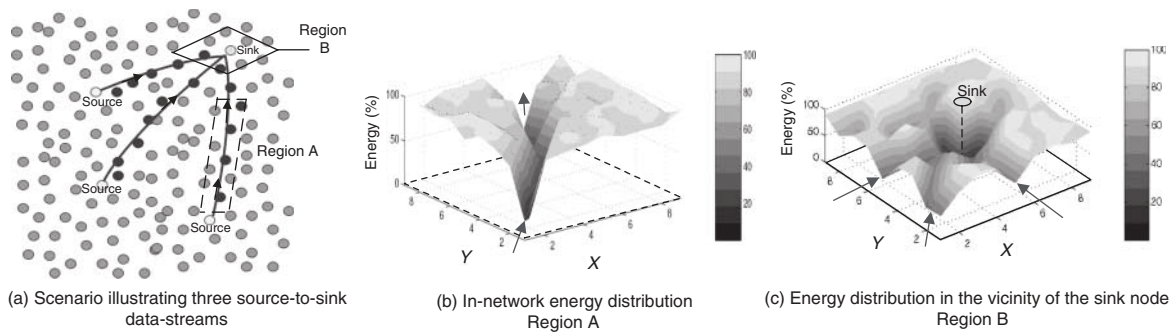 Region
B
Sink
Source
Region A
Source
Source
(a) Scenario illustrating three source-to-sink
data-streams
Energy (%)
100
50
0
8
6
4
2
Y
2
4
6
8
X
100
80
60
40
20
(b) In-network energy distribution
Region A
Energy (%)
100
50
0
Sink
8
6
4
2
Y
2
4
6
8
X
100
80
60
40
20
(c) Energy distribution in the vicinity of the sink node
Region B